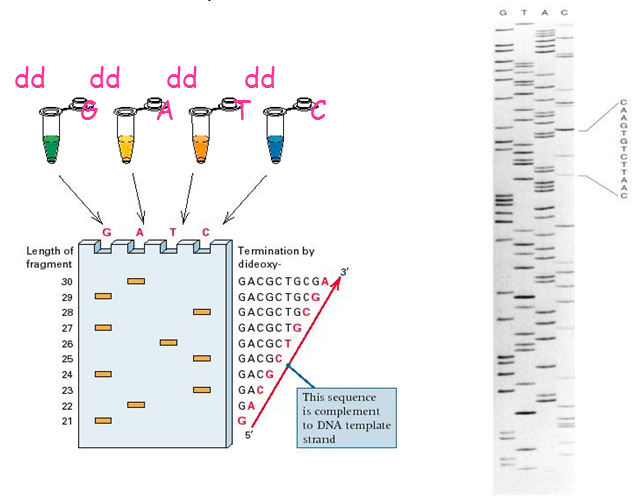 dd dd dd dd
G A T C
G A T C
Length of
fragment
Termination by
dideoxy-
3'
30 GACGCTGCGA
29 GACGCTGCG
28 GACGCTGC
27 GACGCTG
26 GACGCT
25 GACGC
24 GACG
23 GAC
22 GA
21 G
5'
This sequence
is complement
to DNA template
strand
G T A C
C
A
A
G
T
G
T
C
T
T
A
A
C